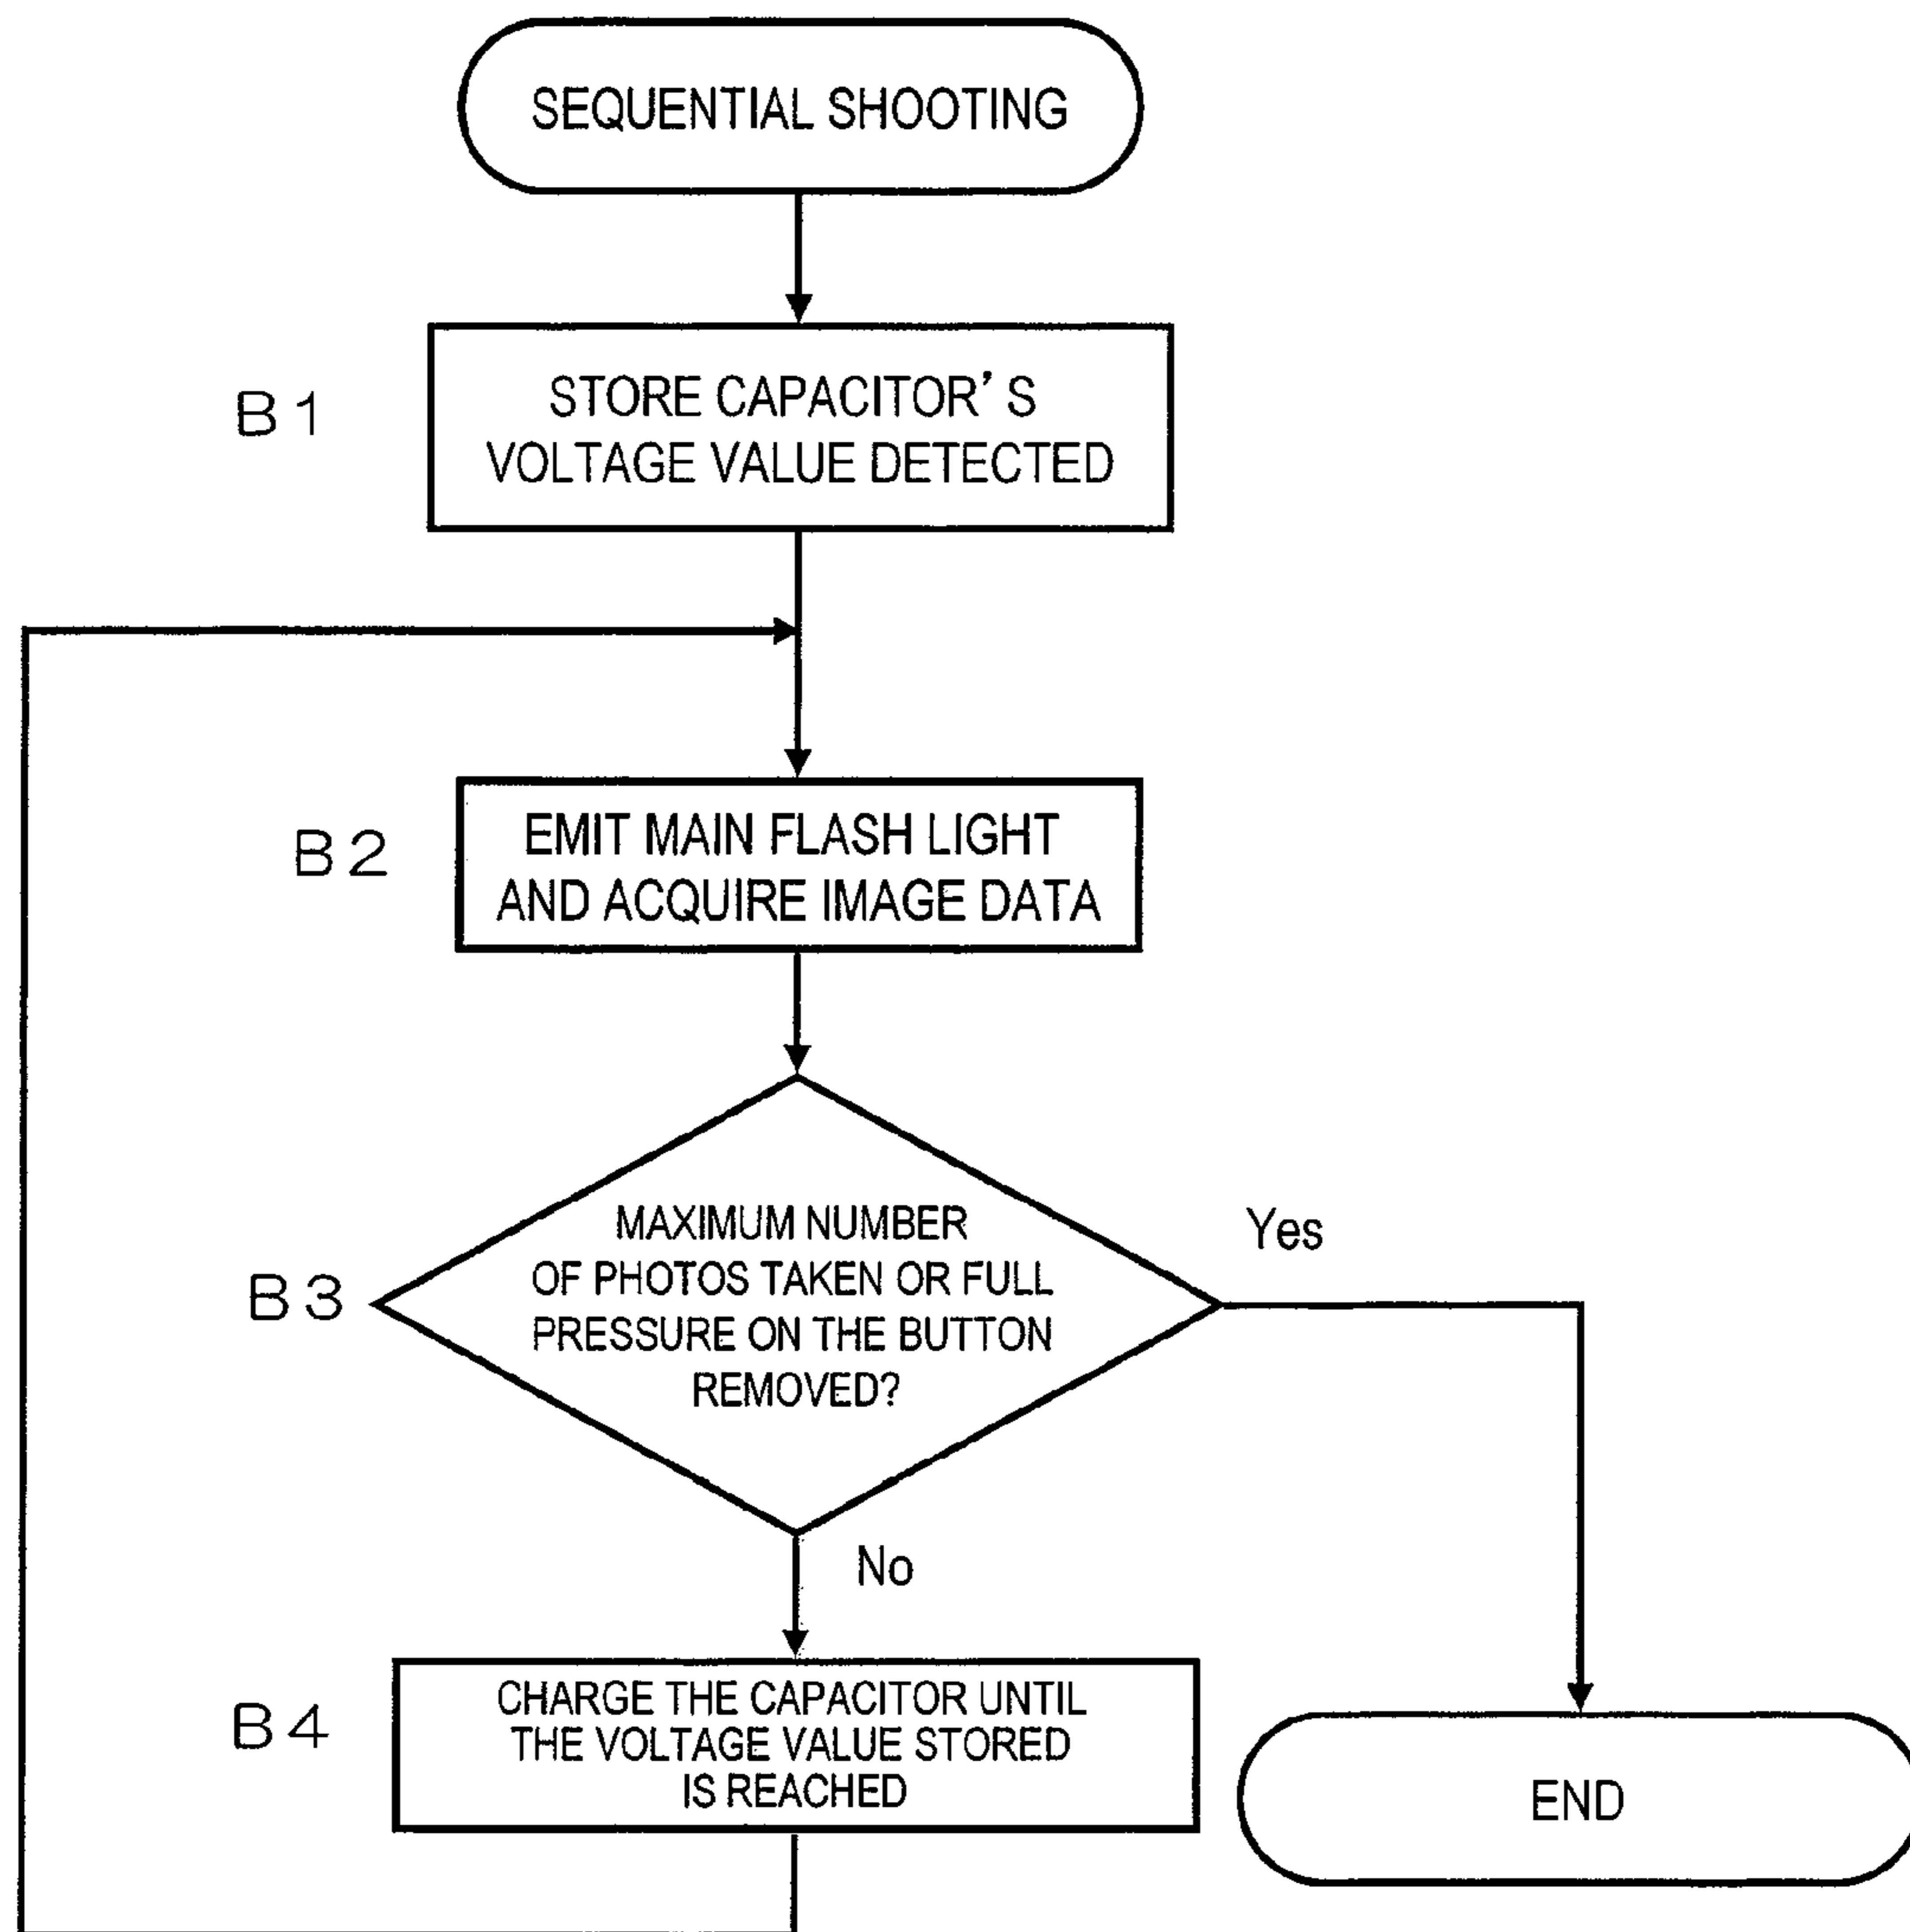 SEQUENTIAL SHOOTING
B1
STORE CAPACITOR'S
VOLTAGE VALUE DETECTED
B2
EMIT MAIN FLASH LIGHT
AND ACQUIRE IMAGE DATA
B3
MAXIMUM NUMBER
OF PHOTOS TAKEN OR FULL
PRESSURE ON THE BUTTON
REMOVED?
Yes
No
B4
CHARGE THE CAPACITOR UNTIL
THE VOLTAGE VALUE STORED
IS REACHED
END